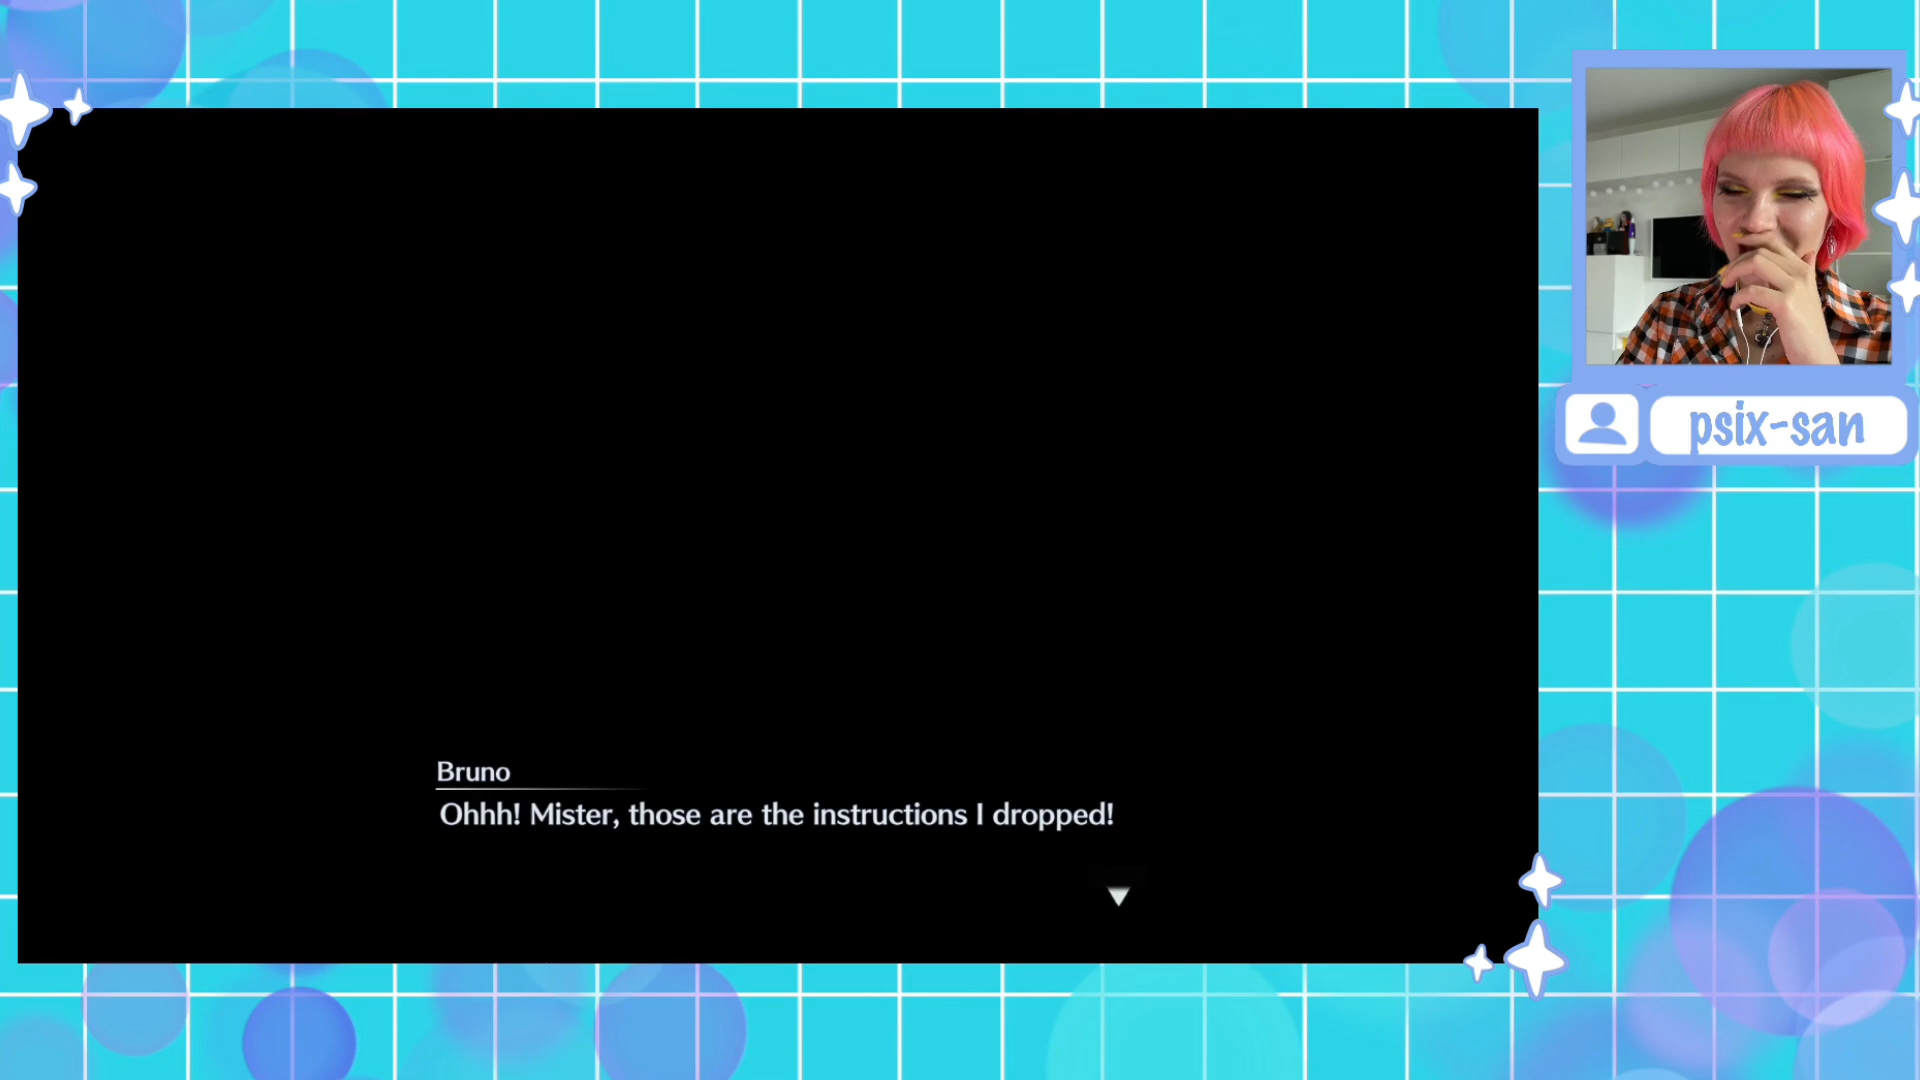 psix-san
Bruno
Ohhh! Mister, those are the instructions I dropped!